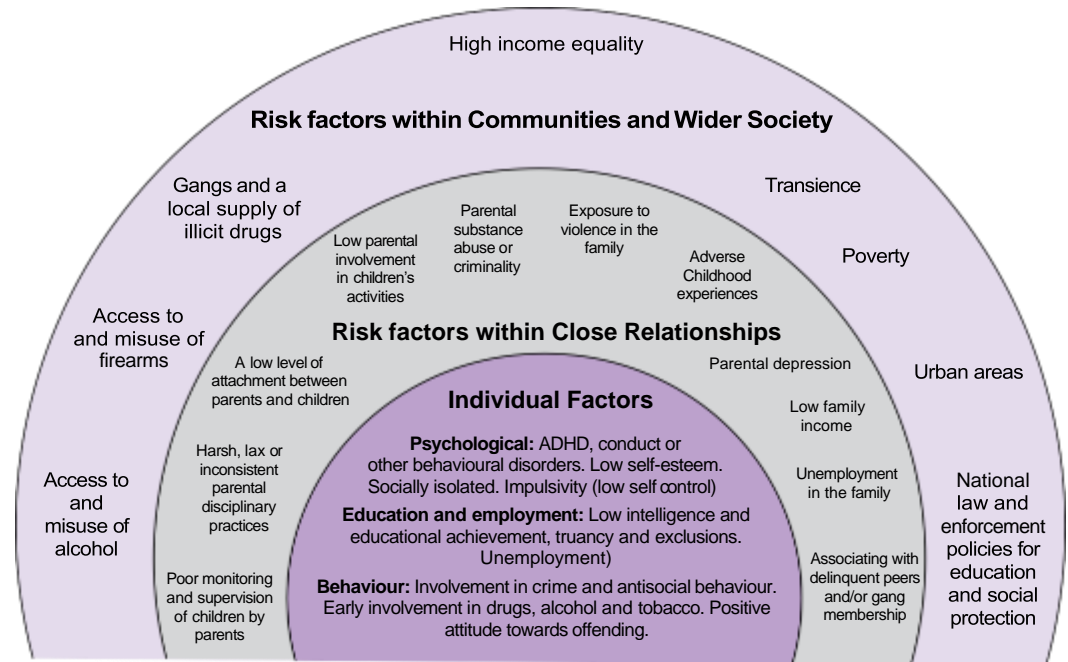 High income equality
Risk factors within Communities and Wider Society
Gangs and a
local supply of
illicit drugs
Transience
Poverty
Access to
and misuse of
firearms
Urban areas
Access to
and
misuse of
alcohol
National
law and
enforcement
policies for
education
and social
protection
Low parental
involvement
in children's
activities
Parental
substance
abuse or
criminality
Exposure to
violence in the
family
Adverse
Childhood
experiences
Risk factors within Close Relationships
A low level of
attachment between
parents and children
Parental depression
Low family
income
Harsh, lax or
inconsistent
parental
disciplinary
practices
Unemployment
in the family
Poor monitoring
and supervision
of children by
parents
Associating with
delinquent peers
and/or gang
membership
Individual Factors
Psychological: ADHD, conduct or
other behavioural disorders. Low self-esteem.
Socially isolated. Impulsivity (low self control)
Education and employment: Low intelligence and
educational achievement, truancy and exclusions.
Unemployment)
Behaviour: Involvement in crime and antisocial behaviour.
Early involvement in drugs, alcohol and tobacco. Positive
attitude towards offending.